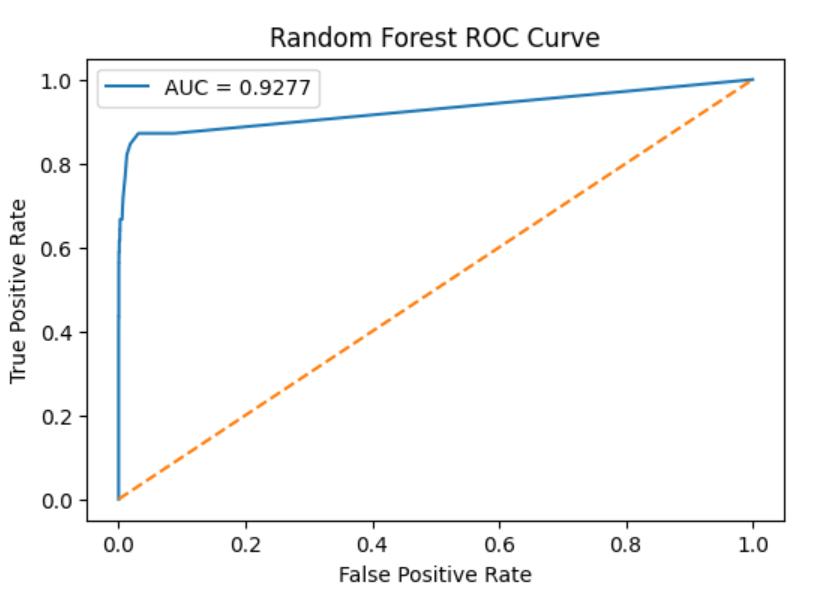 Random Forest ROC Curve
AUC = 0.9277
True Positive Rate
1.0
0.8
0.6
0.4
0.2
0.0
0.0 0.2 0.4 0.6 0.8 1.0
False Positive Rate